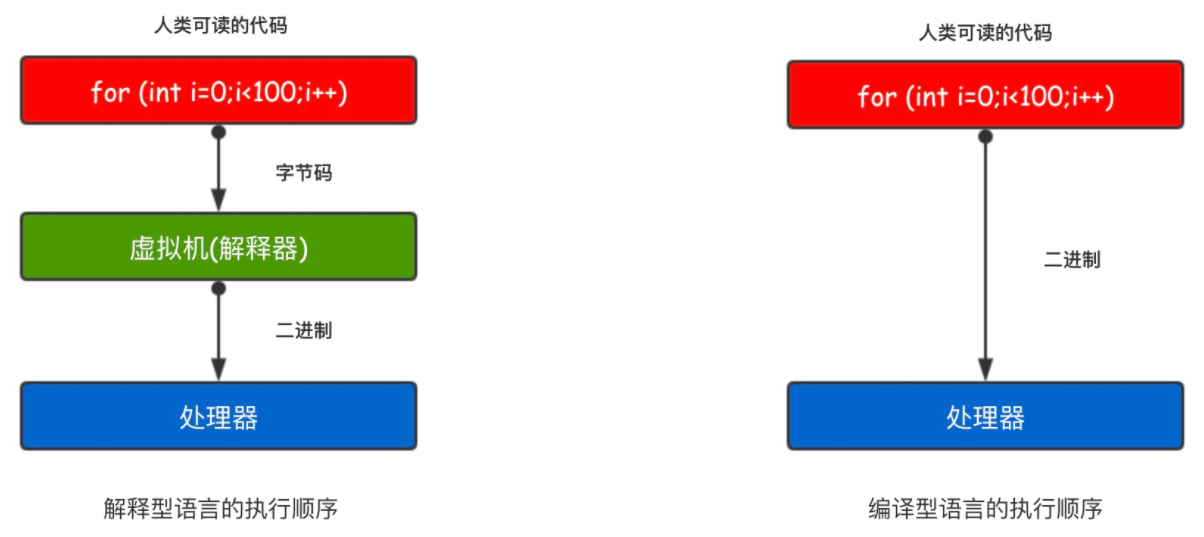 人类可读的代码
for (int i=0;i<100;i++)
字节码
虚拟机(解释器)
二进制
处理器
解释型语言的执行顺序
人类可读的代码
for (int i=0;i<100;i++)
二进制
处理器
编译型语言的执行顺序